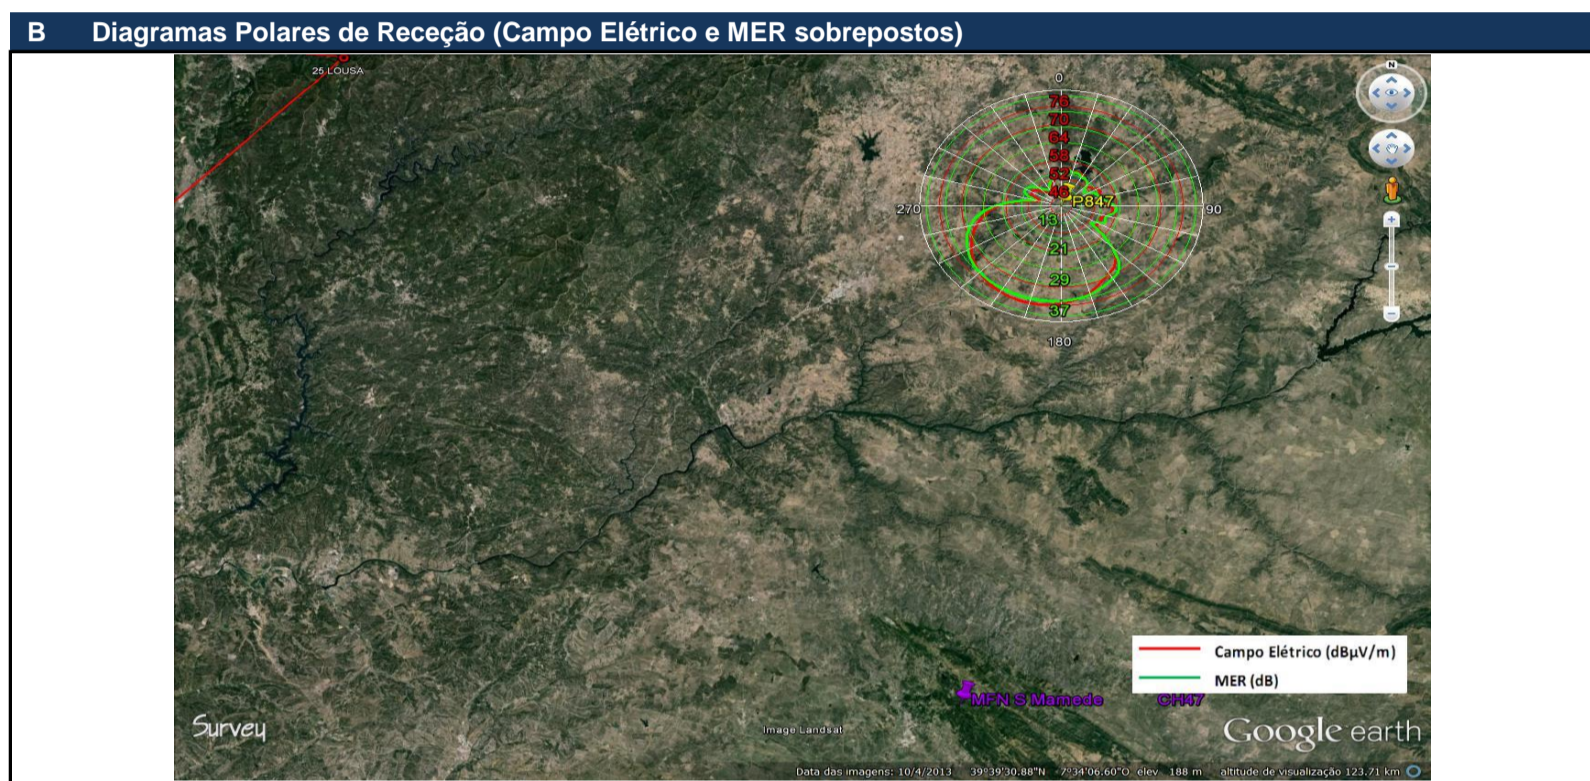 B Diagramas Polares de Receção (Campo Elétrico e MER sobrepostos)
25 LOUSA
N
0
76
70
64
58
52
46
P847
270
90
13
21
29
37
180
Campo Elétrico (dBµV/m)
MER (dB)
MFN S Mamede CH47
Survey
Image Landsat
Google earth
Data das imagens: 10/4/2013 39°39'30.88"N 7°34'06.60"O elev 188 m altitude de visualização 123.71 km